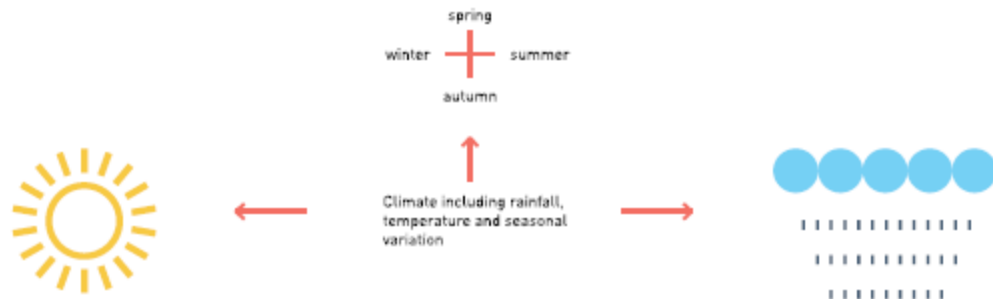 spring
winter summer
autumn
Climate including rainfall,
temperature and seasonal
variation